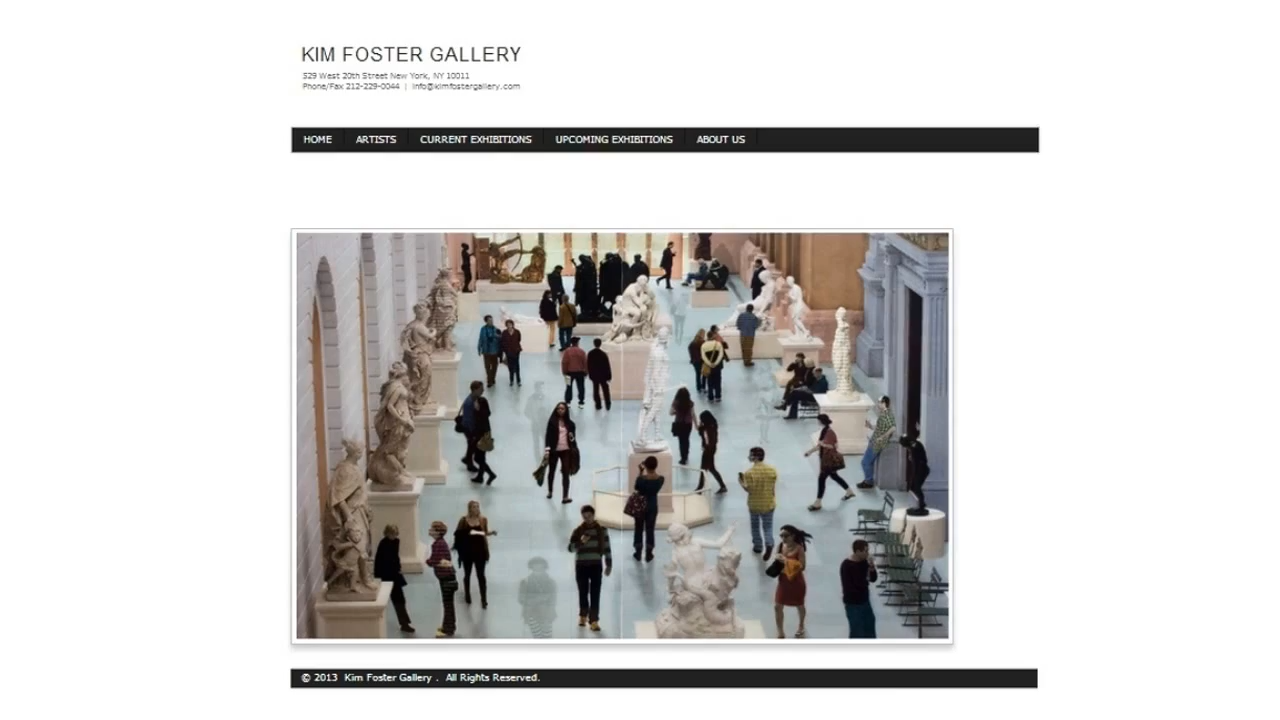 KIM FOSTER GALLERY
529 West 20th Street New York, NY 10011
Phone/Fax 212-229-0044 | info@kimfostergallery.com
HOME ARTISTS CURRENT EXHIBITIONS UPCOMING EXHIBITIONS ABOUT US
© 2013 Kim Foster Gallery . All Rights Reserved.